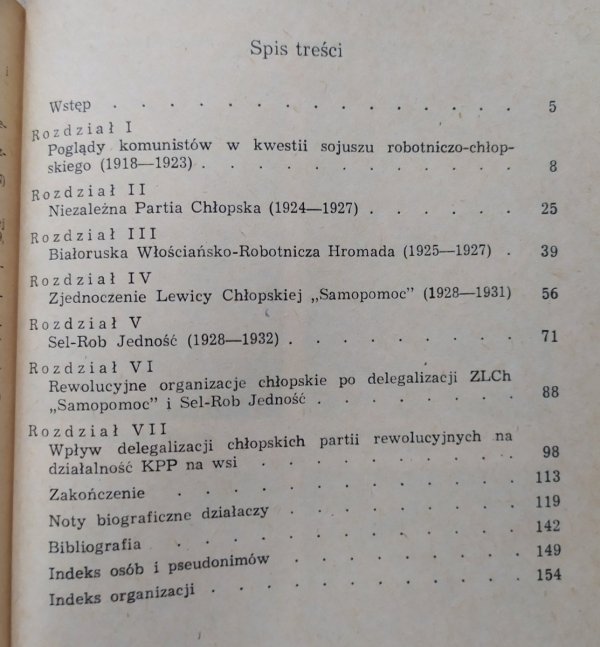 Spis treści
Wstęp . . . . . . . . . . . . . . . . 5
Rozdział I
Poglądy komunistów w kwestii sojuszu robotniczo-chłop-
skiego (1918—1923) . . . . . . . . . . . . 8
Rozdział II
Niezależna Partia Chłopska (1924—1927) . . . . . . 25
Rozdział III
Białoruska Włościańsko-Robotnicza Hromada (1925—1927) . 39
Rozdział IV
Zjednoczenie Lewicy Chłopskiej „Samopomoc" (1928—1931) 56
Rozdział V
Sel-Rob Jedność (1928—1932) . . . . . . . . . 71
Rozdział VI
Rewolucyjne organizacje chłopskie po delegalizacji ZLCh
„Samopomoc" i Sel-Rob Jedność . . . . . . . . 88
Rozdział VII
Wpływ delegalizacji chłopskich partii rewolucyjnych na
działalność KPP na wsi . . . . . . . . . . . 98
Zakończenie . . . . . . . . . . . . . . 113
Noty biograficzne działaczy . . . . . . . . . . 119
Bibliografia . . . . . . . . . . . . . . 142
Indeks osób i pseudonimów . . . . . . . . . . 149
Indeks organizacji . . . . . . . . . . . . 154